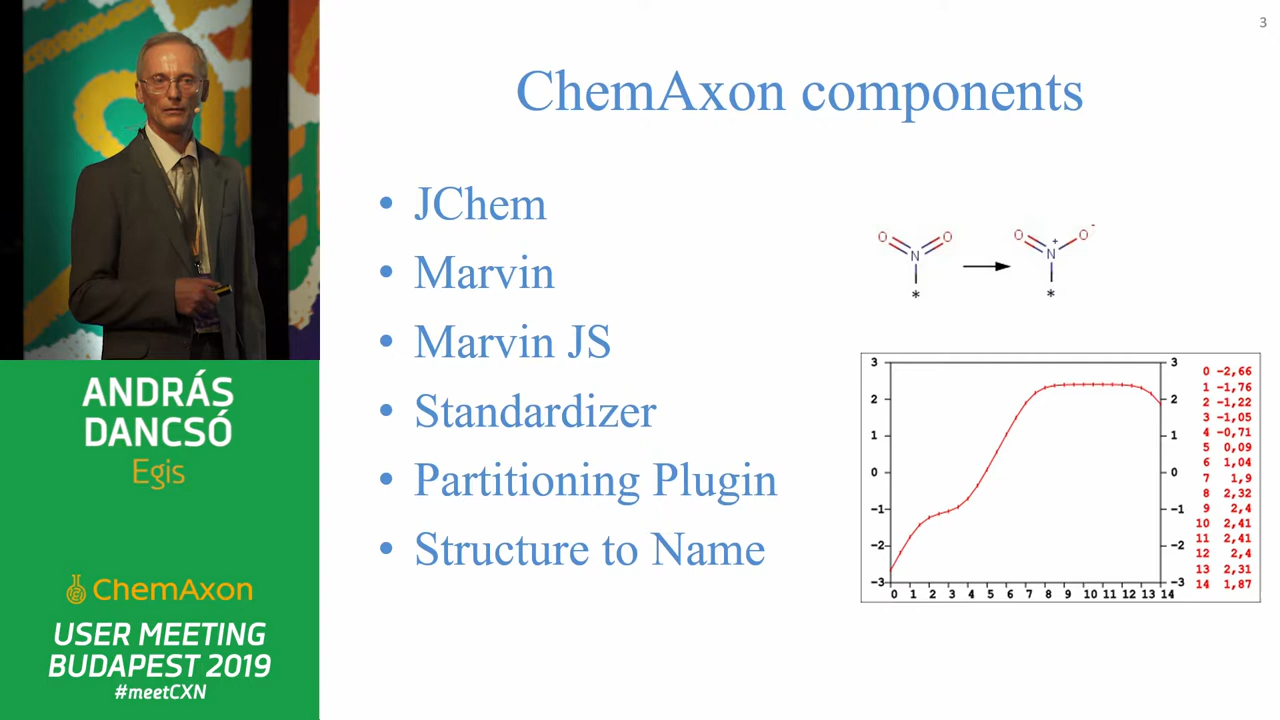 3
ChemAxon components
• JChem
• Marvin
• Marvin JS
• Standardizer
• Partitioning Plugin
• Structure to Name
O O O O -
N N +
* *
3 3
2 2
1 1
0 0
-1 -1
-2 -2
-3 -3
0 1 2 3 4 5 6 7 8 9 10 11 12 13 14
0 -2,66
1 -1,76
2 -1,22
3 -1,05
4 -0,71
5 0,09
6 1,04
7 1,9
8 2,32
9 2,4
10 2,41
11 2,41
12 2,4
13 2,31
14 1,87
ANDRÁS
DANCSÓ
Egis
ChemAxon
USER MEETING
BUDAPEST 2019
#meetCXN